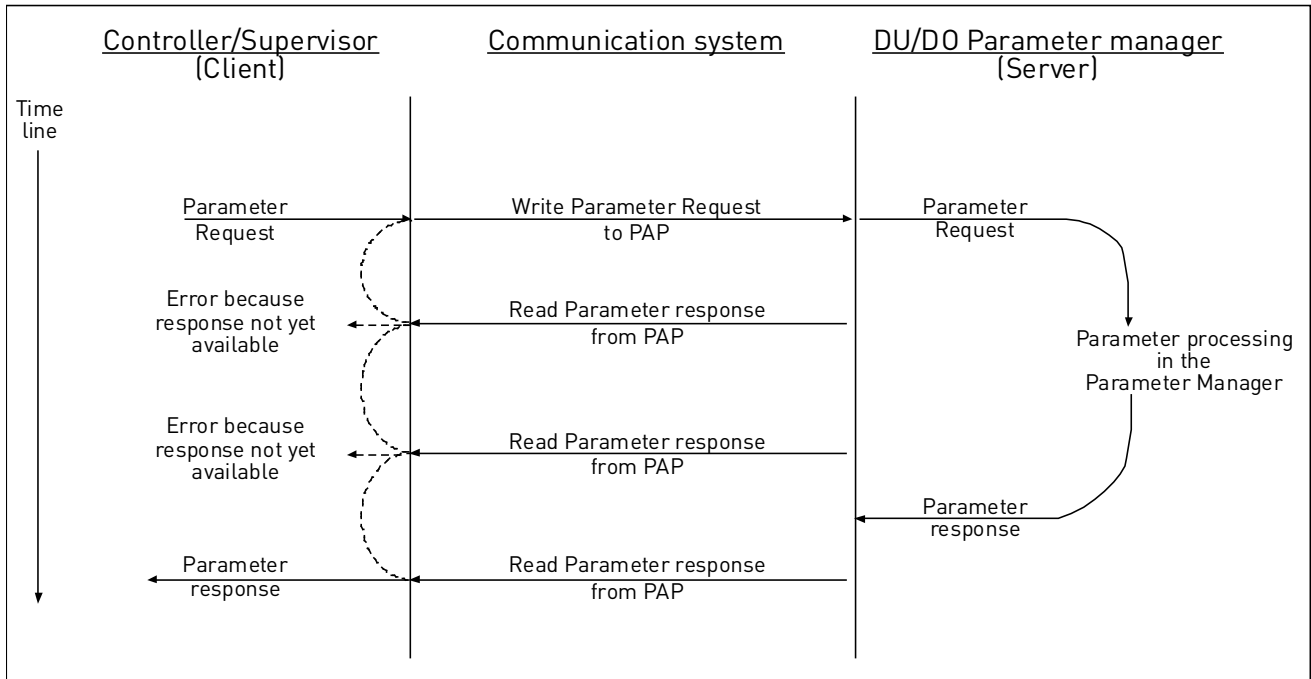 Controller/Supervisor
(Client)
Communication system
DU/DO Parameter manager
(Server)
Time
line
Parameter
Request
Write Parameter Request
to PAP
Parameter
Request
Error because
response not yet
available
Read Parameter response
from PAP
Parameter processing
in the
Parameter Manager
Error because
response not yet
available
Read Parameter response
from PAP
Parameter
response
Parameter
response
Read Parameter response
from PAP